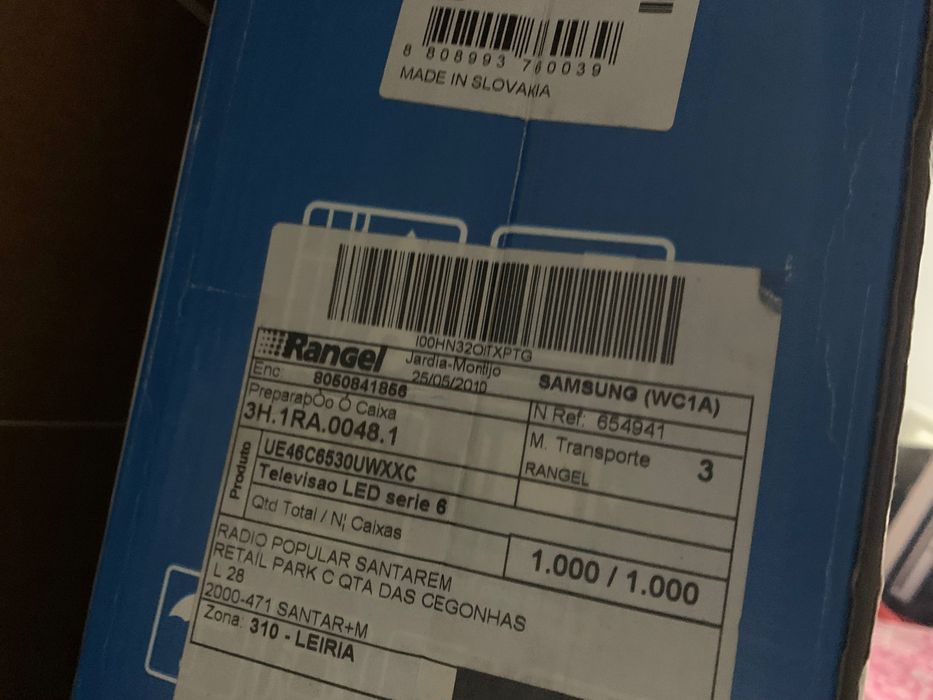 8 808993 760039
MADE IN SLOVAKIA
I00HN32OITXPTG
Rangel
Jardia-Montijo
25/05/2010
SAMSUNG (WC1A)
Enc: 8050841856
N Ref: 654941
PreparabÒo Ó Caixa
3H.1RA.0048.1
M. Transporte 3
RANGEL
Produto
UE46C6530UWXXC
Televisao LED serie 6
Qtd Total / N¦ Caixas
1.000 / 1.000
RADIO POPULAR SANTAREM
RETAIL PARK C QTA DAS CEGONHAS
L 28
2000-471 SANTAR+M
Zona: 310 - LEIRIA